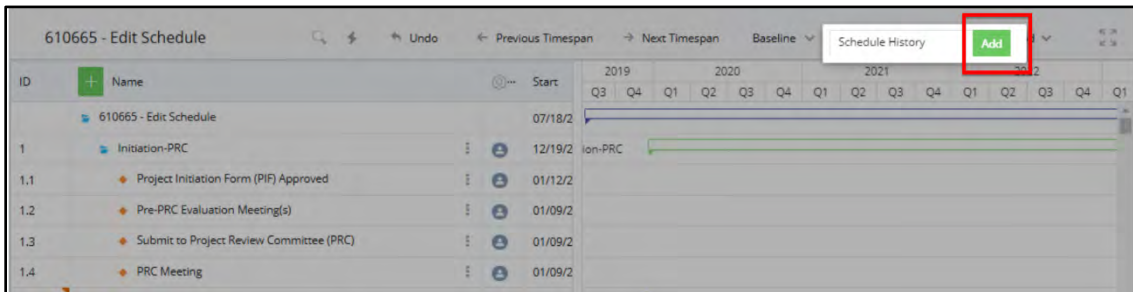 610665 - Edit Schedule Undo ← Previous Timespan → Next Timespan Baseline Schedule History Add
ID + Name Start 2019 2020 2021
Q3 Q4 Q1 Q2 Q3 Q4 Q1 Q2 Q3 Q4 Q1 Q2 Q3 Q4 Q1
610665 - Edit Schedule 07/18/2
1 Initiation-PRC 12/19/2 ion-PRC
1.1 Project Initiation Form (PIF) Approved 01/12/2
1.2 Pre-PRC Evaluation Meeting(s) 01/09/2
1.3 Submit to Project Review Committee (PRC) 01/09/2
1.4 PRC Meeting 01/09/2